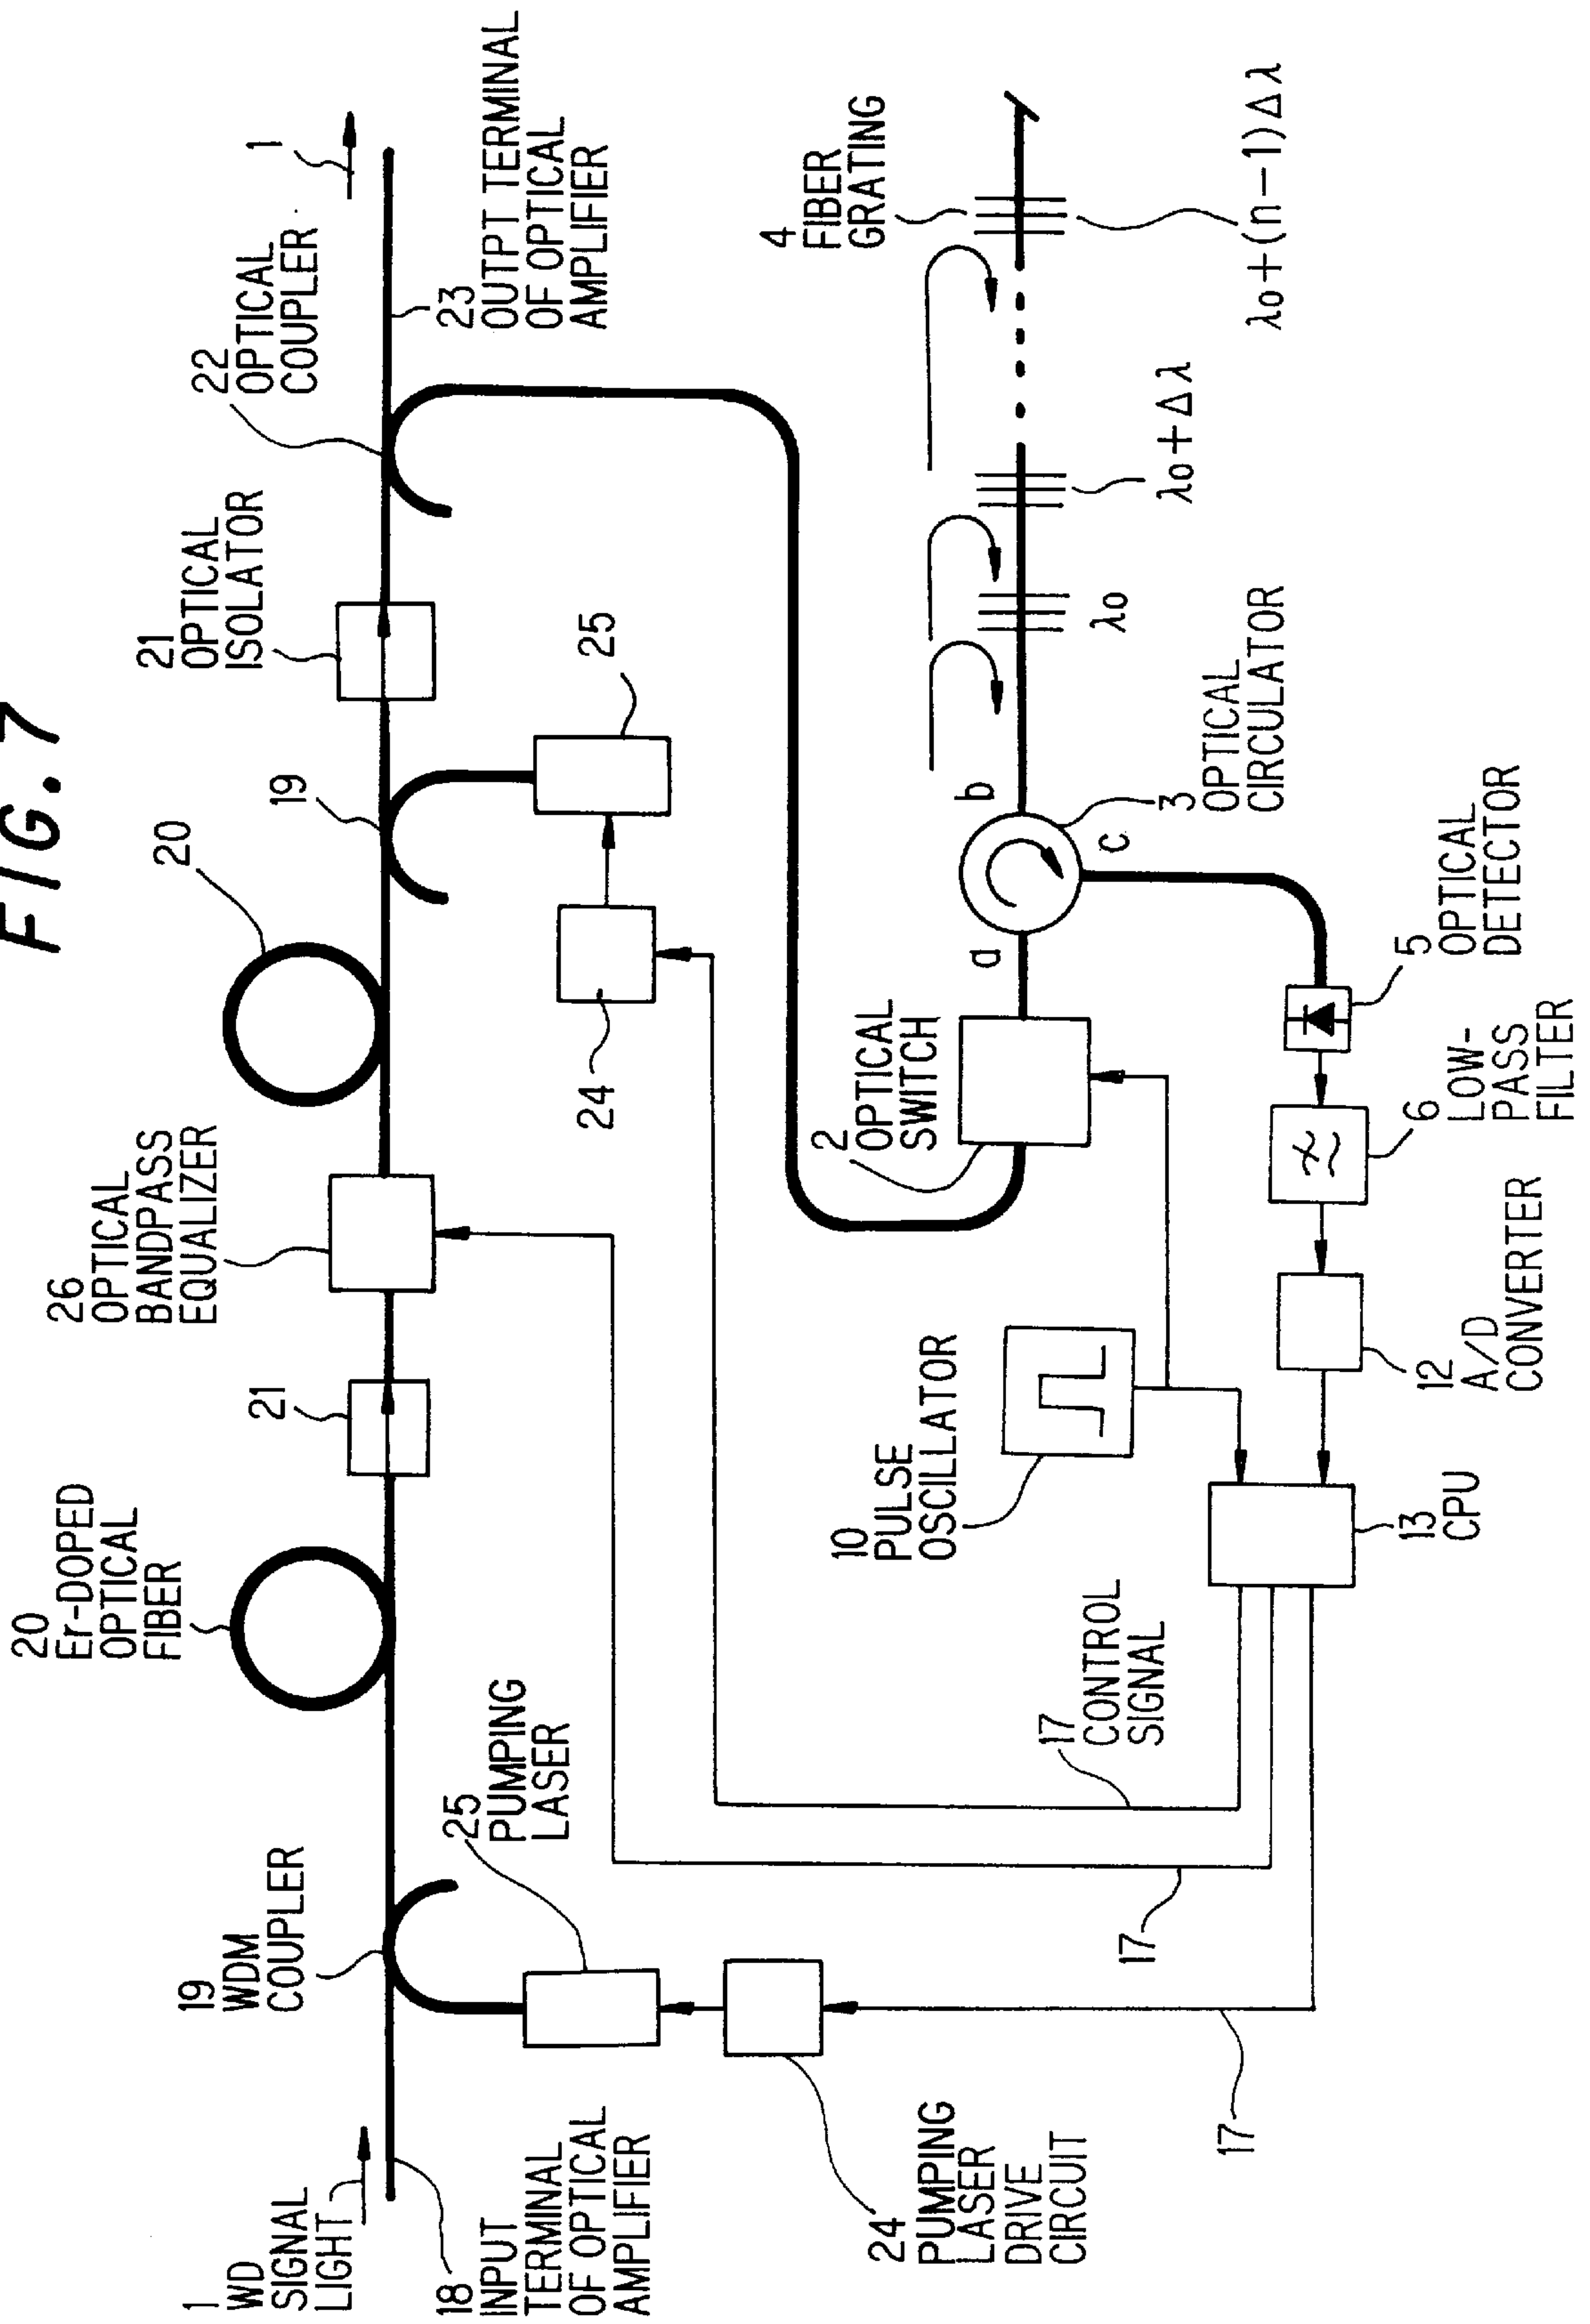 FIG. 7
1
WD
SIGNAL
LIGHT
18
INPUT
TERMINAL
OF OPTICAL
AMPLIFIER
19
WDM
COUPLER
20
Er-DOPED
OPTICAL
FIBER
21
26
OPTICAL
BANDPASS
EQUALIZER
20
19
21
OPTICAL
ISOLATOR
22
OPTICAL
COUPLER
1
23
OUTPT TERMINAL
OF OPTICAL
AMPLIFIER
25
PUMPING
LASER
24
PUMPING
LASER
DRIVE
CIRCUIT
24
25
17
17
17
CONTROL
SIGNAL
10
PULSE
OSCILLATOR
2
OPTICAL
SWITCH
a
b
c
3
OPTICAL
CIRCULATOR
4
FIBER
GRATING
λ0
λ0+Δλ
λ0+(n−1)Δλ
13
CPU
12
A/D
CONVERTER
6
LOW-
PASS
FILTER
5
OPTICAL
DETECTOR